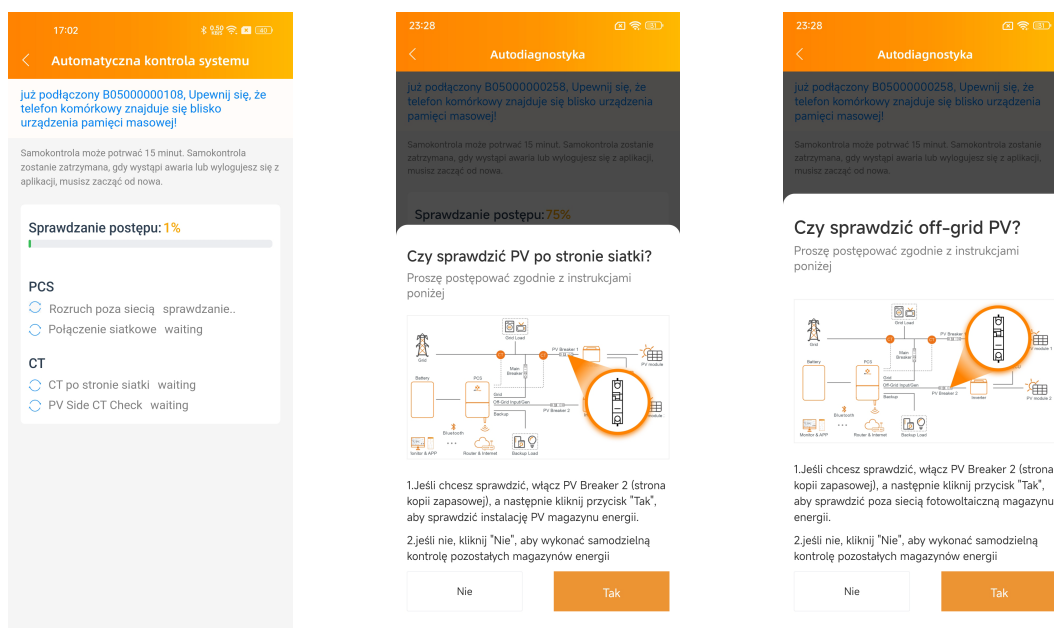 17:02
0.50
KB/S
40
Automatyczna kontrola systemu
już podłączony B05000000108, Upewnij się, że
telefon komórkowy znajduje się blisko
urządzenia pamięci masowej!
Samokontrola może potrwać 15 minut. Samokontrola
zostanie zatrzymana, gdy wystąpi awaria lub wylogujesz się z
aplikacji, musisz zacząć od nowa.
Sprawdzanie postępu: 1%
PCS
Rozruch poza siecią sprawdzanie..
Połączenie siatkowe waiting
CT
CT po stronie siatki waiting
PV Side CT Check waiting
23:28
Autodiagnostyka
już podłączony B05000000258, Upewnij się, że
telefon komórkowy znajduje się blisko urządzenia
pamięci masowej!
Samokontrola może potrwać 15 minut. Samokontrola zostanie
zatrzymana, gdy wystąpi awaria lub wylogujesz się z aplikacji,
musisz zacząć od nowa.
Sprawdzanie postępu:75%
Czy sprawdzić PV po stronie siatki?
Proszę postępować zgodnie z instrukcjami
poniżej
Grid Load
Grid
PV Breaker 1
Main
Breaker
PV module
Battery
PCS
Grid
Off-Grid Input/Gen
Backup
PV Breaker 2
Bluetooth
Monitor & APP
Router & Internet
Backup Load
1.Jeśli chcesz sprawdzić, włącz PV Breaker 2 (strona
kopii zapasowej), a następnie kliknij przycisk "Tak",
aby sprawdzić instalację PV magazynu energii.
2.jeśli nie, kliknij "Nie", aby wykonać samodzielną
kontrolę pozostałych magazynów energii
Nie
Tak
23:28
Autodiagnostyka
już podłączony B05000000258, Upewnij się, że
telefon komórkowy znajduje się blisko urządzenia
pamięci masowej!
Samokontrola może potrwać 15 minut. Samokontrola zostanie
zatrzymana, gdy wystąpi awaria lub wylogujesz się z aplikacji,
musisz zacząć od nowa.
Czy sprawdzić off-grid PV?
Proszę postępować zgodnie z instrukcjami
poniżej
Grid Load
Grid
PV Breaker
Main
Breaker
PV module 1
Battery
PCS
Grid
Off-Grid Input/Gen
Backup
PV Breaker 2
Inverter
PV module 2
Bluetooth
Monitor & APP
Router & Internet
Backup Load
1.Jeśli chcesz sprawdzić, włącz PV Breaker 2 (strona
kopii zapasowej), a następnie kliknij przycisk "Tak",
aby sprawdzić poza siecią fotowoltaiczną magazynu
energii.
2.jeśli nie, kliknij "Nie", aby wykonać samodzielną
kontrolę pozostałych magazynów energii
Nie
Tak